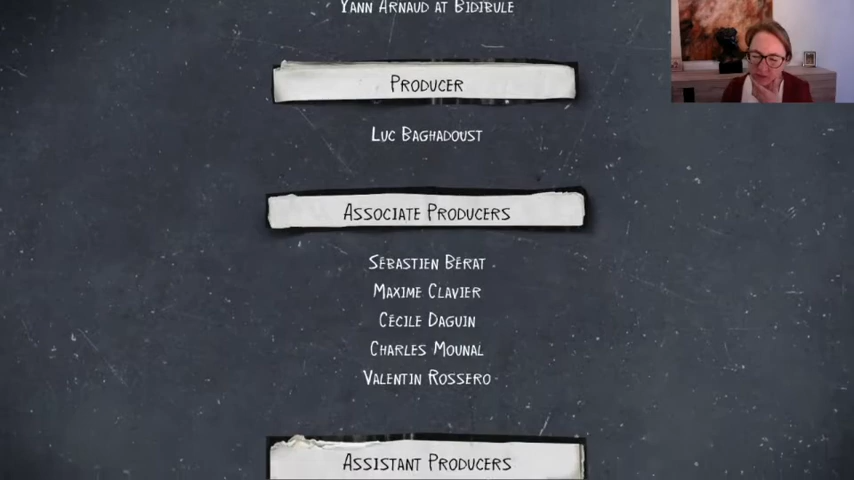 Yann Arnaud at Bidibule
Producer
Luc Baghadoust
Associate Producers
Sébastien Bérat
Maxime Clavier
Cécile Daguin
Charles Mounal
Valentin Rossero
Assistant Producers